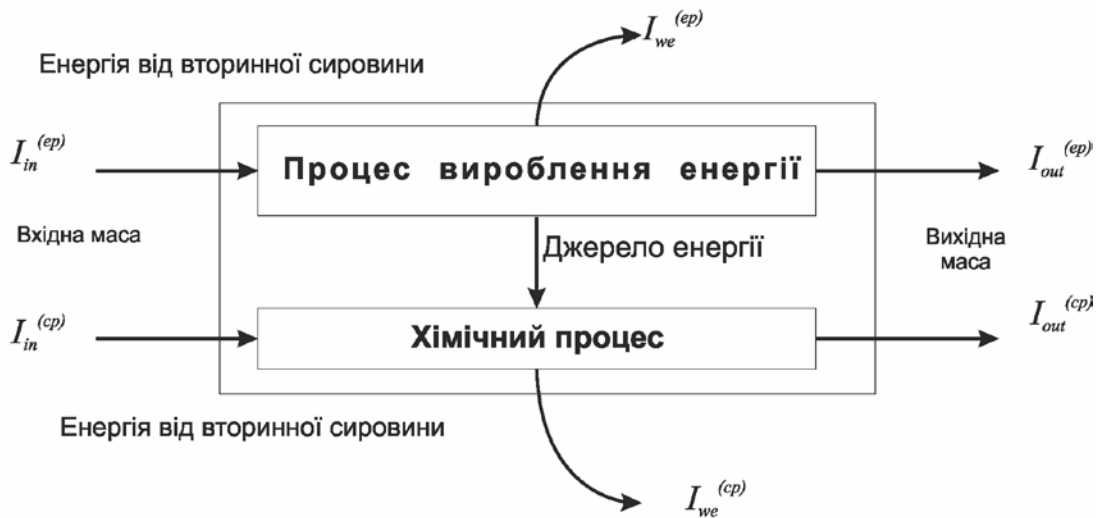 I_we^(ep)
Енергія від вторинної сировини
I_in^(ep)
Процес вироблення енергії
I_out^(ep)
Вхідна маса
Джерело енергії
Вихідна
маса
I_in^(cp)
Хімічний процес
I_out^(cp)
Енергія від вторинної сировини
I_we^(cp)